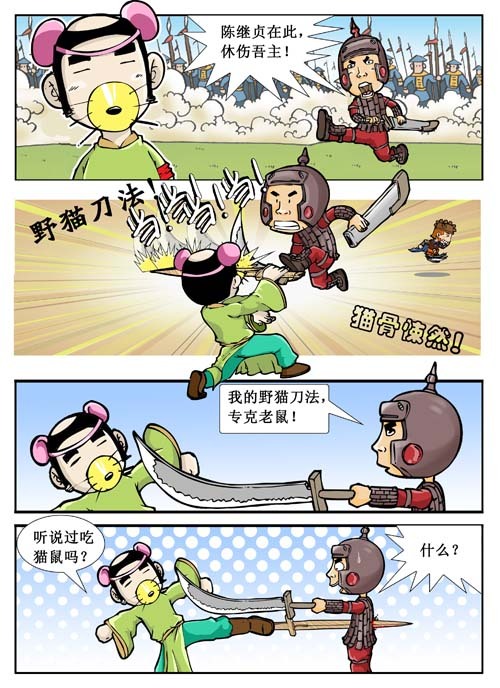 陈继贞在此，
休伤吾主！
野猫刀法！
当！当！当！
猫骨悚然！
我的野猫刀法，
专克老鼠！
听说过吃
猫鼠吗？
什么？